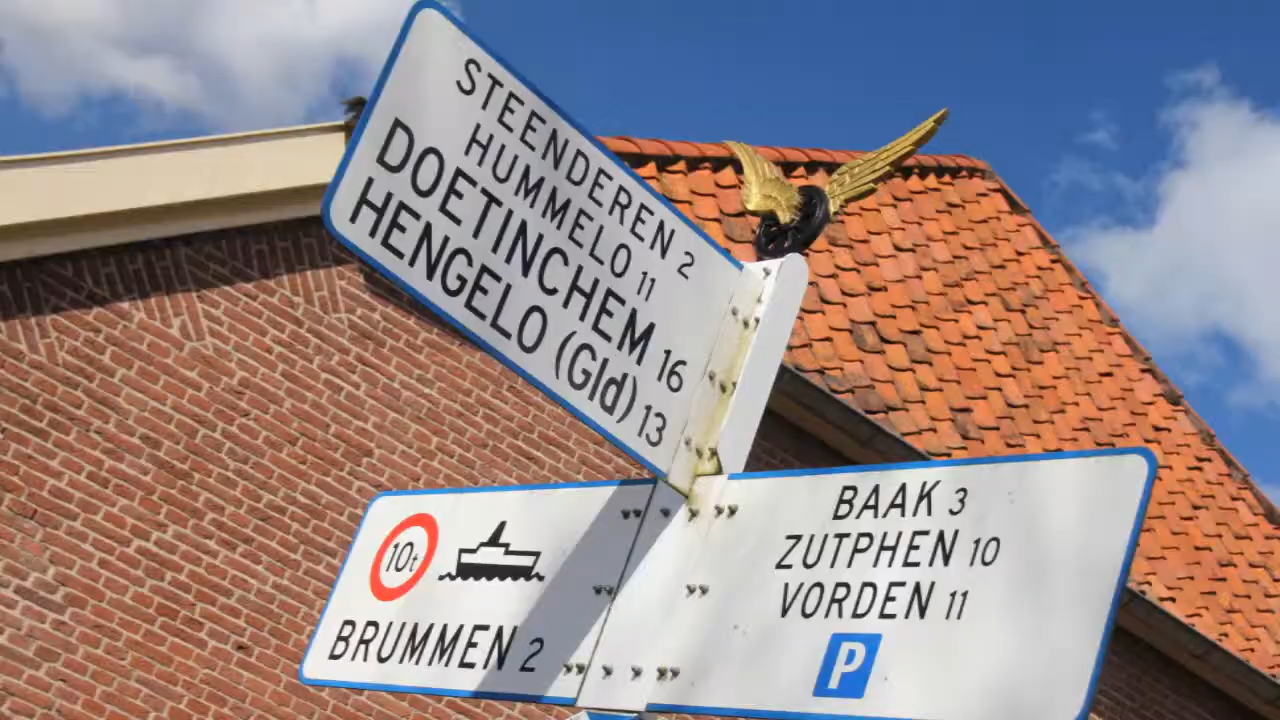 STEENDEREN 2
HUMMELO 11
DOETINCHEM 16
HENGELO (Gld) 13
10t
BRUMMEN 2
BAAK 3
ZUTPHEN 10
VORDEN 11
P